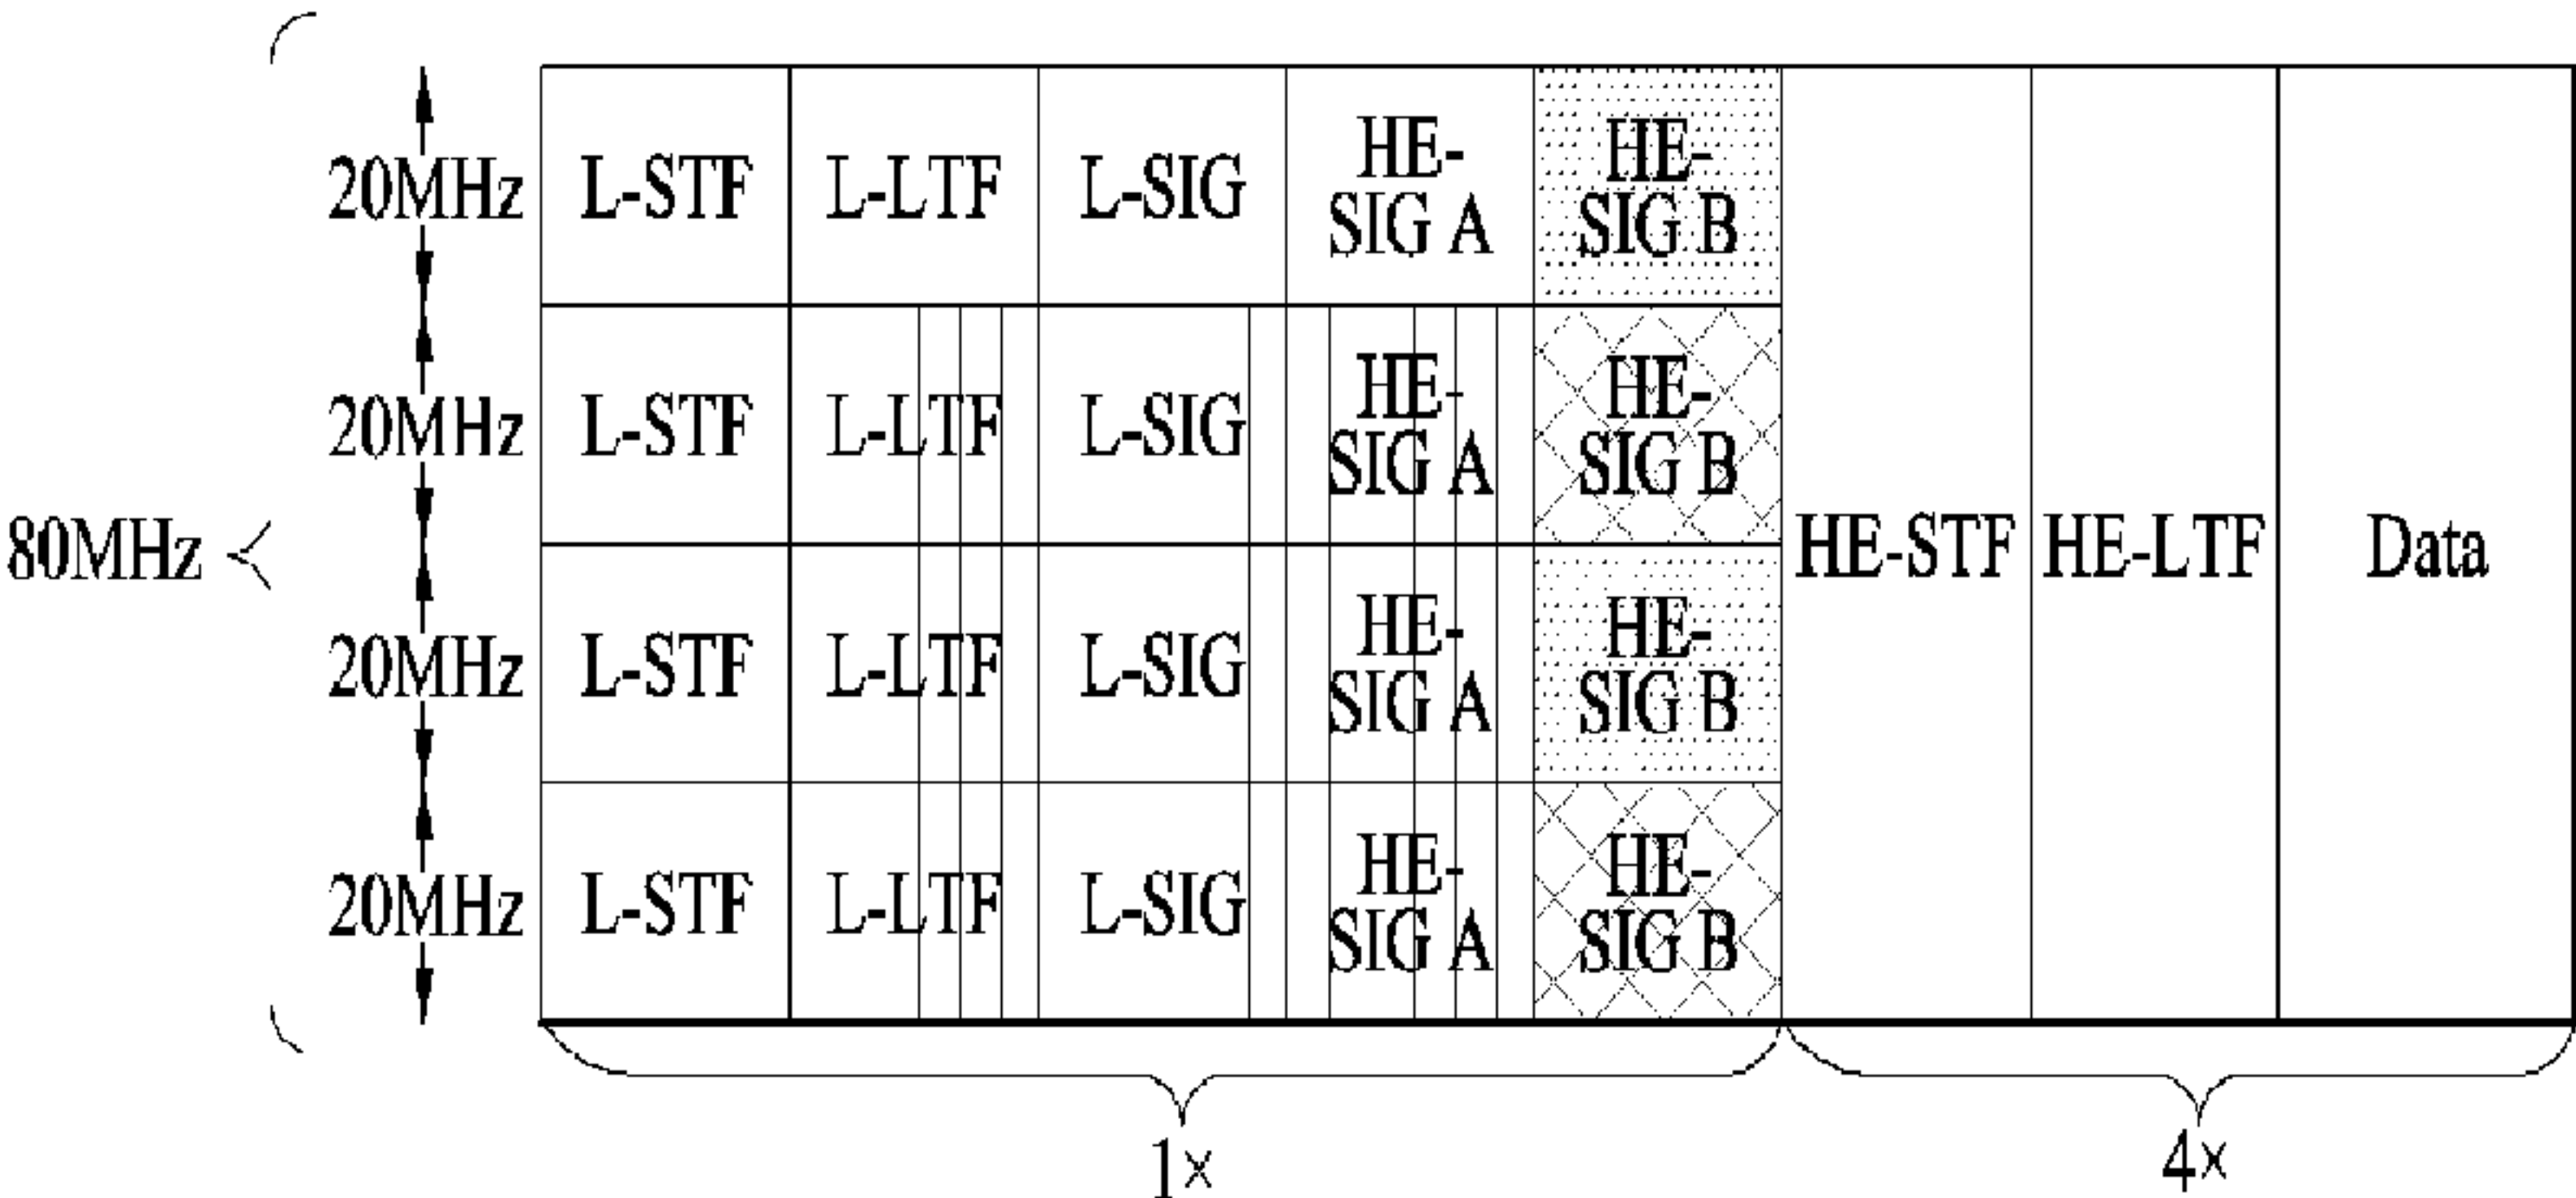 20MHz L-STF L-LTF L-SIG HE-
SIG A HE-
SIG B
20MHz L-STF L-LTF L-SIG HE-
SIG A HE-
SIG B
80MHz HE-STF HE-LTF Data
20MHz L-STF L-LTF L-SIG HE-
SIG A HE-
SIG B
20MHz L-STF L-LTF L-SIG HE-
SIG A HE-
SIG B
1× 4×